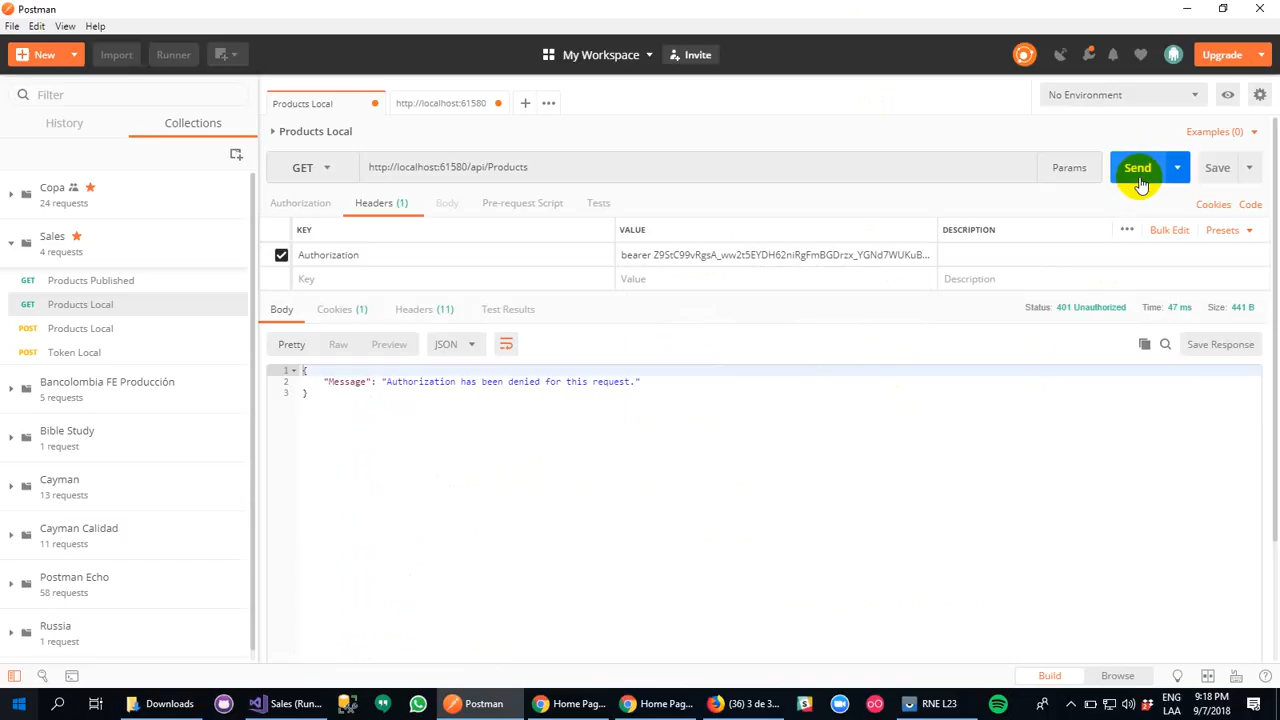 Postman
File Edit View Help
New Import Runner My Workspace Invite Upgrade
Filter
History Collections
Copa
24 requests
Sales
4 requests
GET Products Published
GET Products Local
POST Products Local
POST Token Local
Bancolombia FE Producción
5 requests
Bible Study
1 request
Cayman
13 requests
Cayman Calidad
11 requests
Postman Echo
58 requests
Russia
1 request
Products Local http://localhost:61580 No Environment
Products Local Examples (0)
GET http://localhost:61580/api/Products Params Send Save
Authorization Headers (1) Body Pre-request Script Tests Cookies Code
KEY VALUE DESCRIPTION Bulk Edit Presets
Authorization bearer Z9StC99vRgsA_ww2t5EYDH62niRgFmBGDrzx_YGNd7WUKuB...
Key Value Description
Body Cookies (1) Headers (11) Test Results Status: 401 Unauthorized Time: 47 ms Size: 441 B
Pretty Raw Preview JSON Save Response
1 {
2 "Message": "Authorization has been denied for this request."
3 }
Build Browse
Downloads Sales (Run... Postman Home Pag... Home Pag... (36) 3 de 3... RNE L23 ENG LAA 9:18 PM 9/7/2018